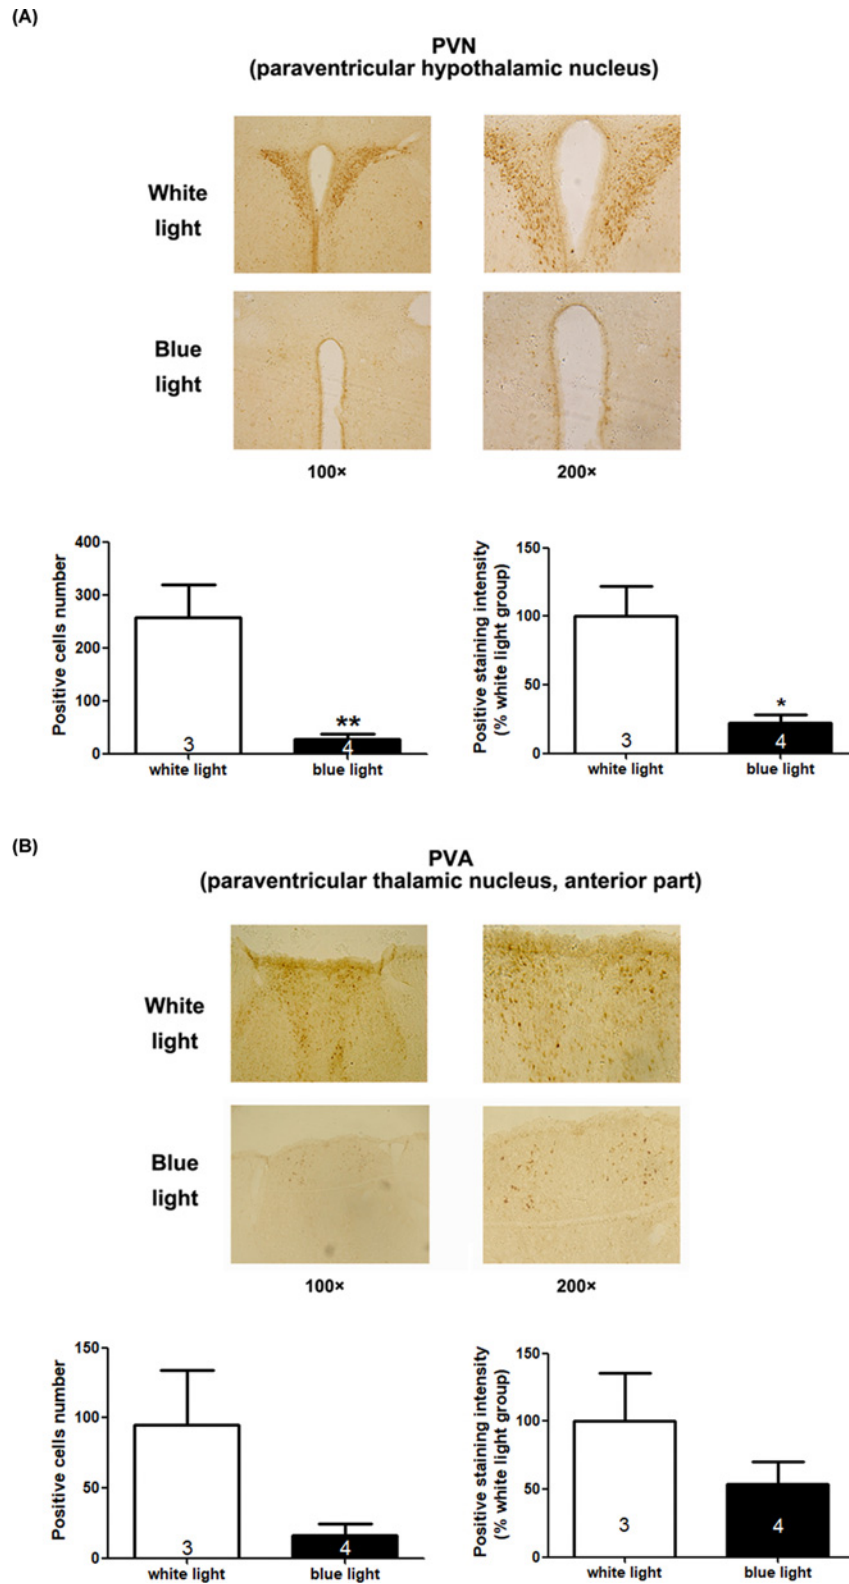 (A)
PVN
(paraventricular hypothalamic nucleus)
White
light
Blue
light
100×
200×
Positive cells number
400
300
200
100
0
3
**
4
white light
blue light
Positive staining intensity
(% white light group)
150
100
50
0
3
*
4
white light
blue light
(B)
PVA
(paraventricular thalamic nucleus, anterior part)
White
light
Blue
light
100×
200×
Positive cells number
150
100
50
0
3
4
white light
blue light
Positive staining intensity
(% white light group)
150
100
50
0
3
4
white light
blue light